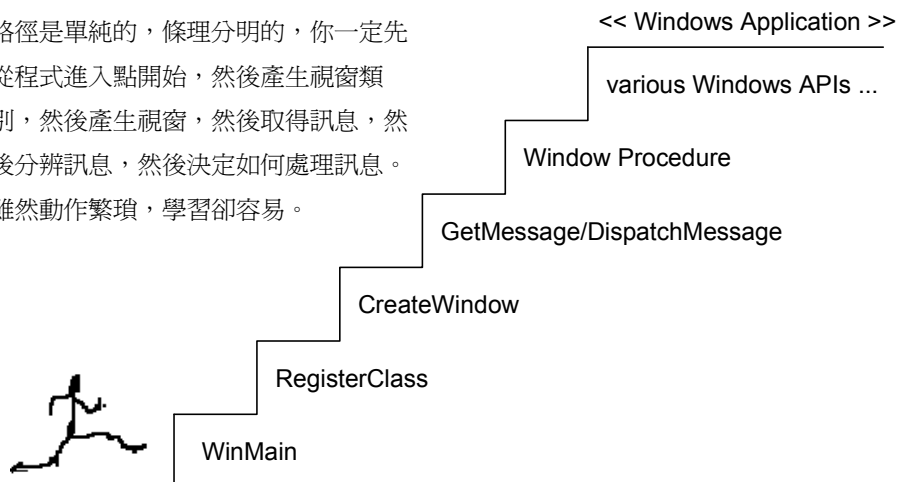 路徑是單純的，條理分明的，你一定先
從程式進入點開始，然後產生視窗類
別，然後產生視窗，然後取得訊息，然
後分辨訊息，然後決定如何處理訊息。
雖然動作繁瑣，學習卻容易。
<< Windows Application >>
various Windows APIs ...
Window Procedure
GetMessage/DispatchMessage
CreateWindow
RegisterClass
WinMain